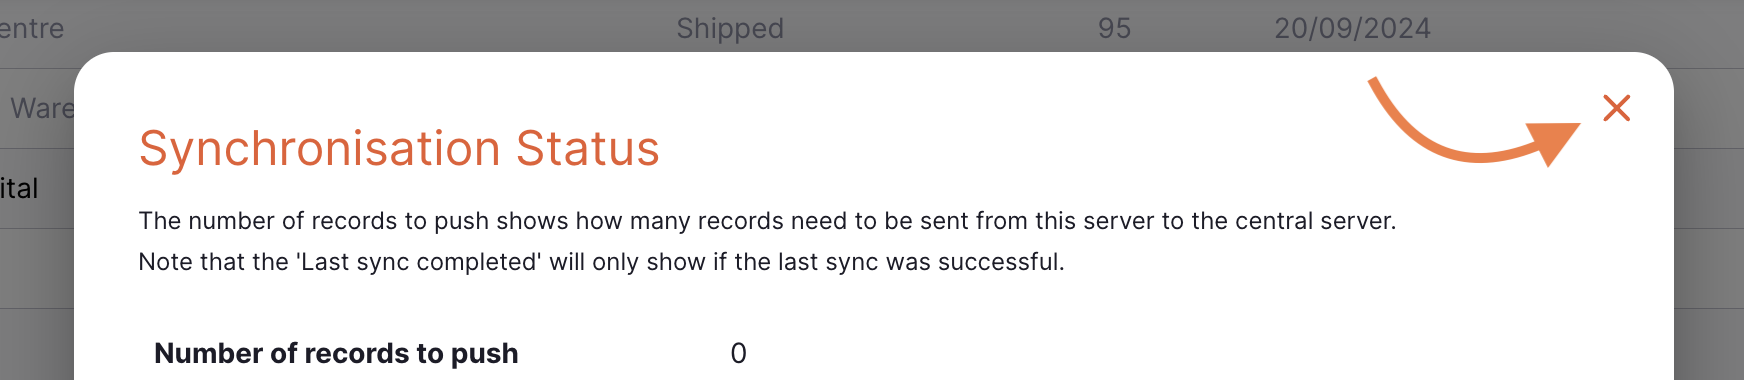 entre Shipped 95 20/09/2024
Ware
Synchronisation Status
ital
The number of records to push shows how many records need to be sent from this server to the central server.
Note that the 'Last sync completed' will only show if the last sync was successful.
Number of records to push 0